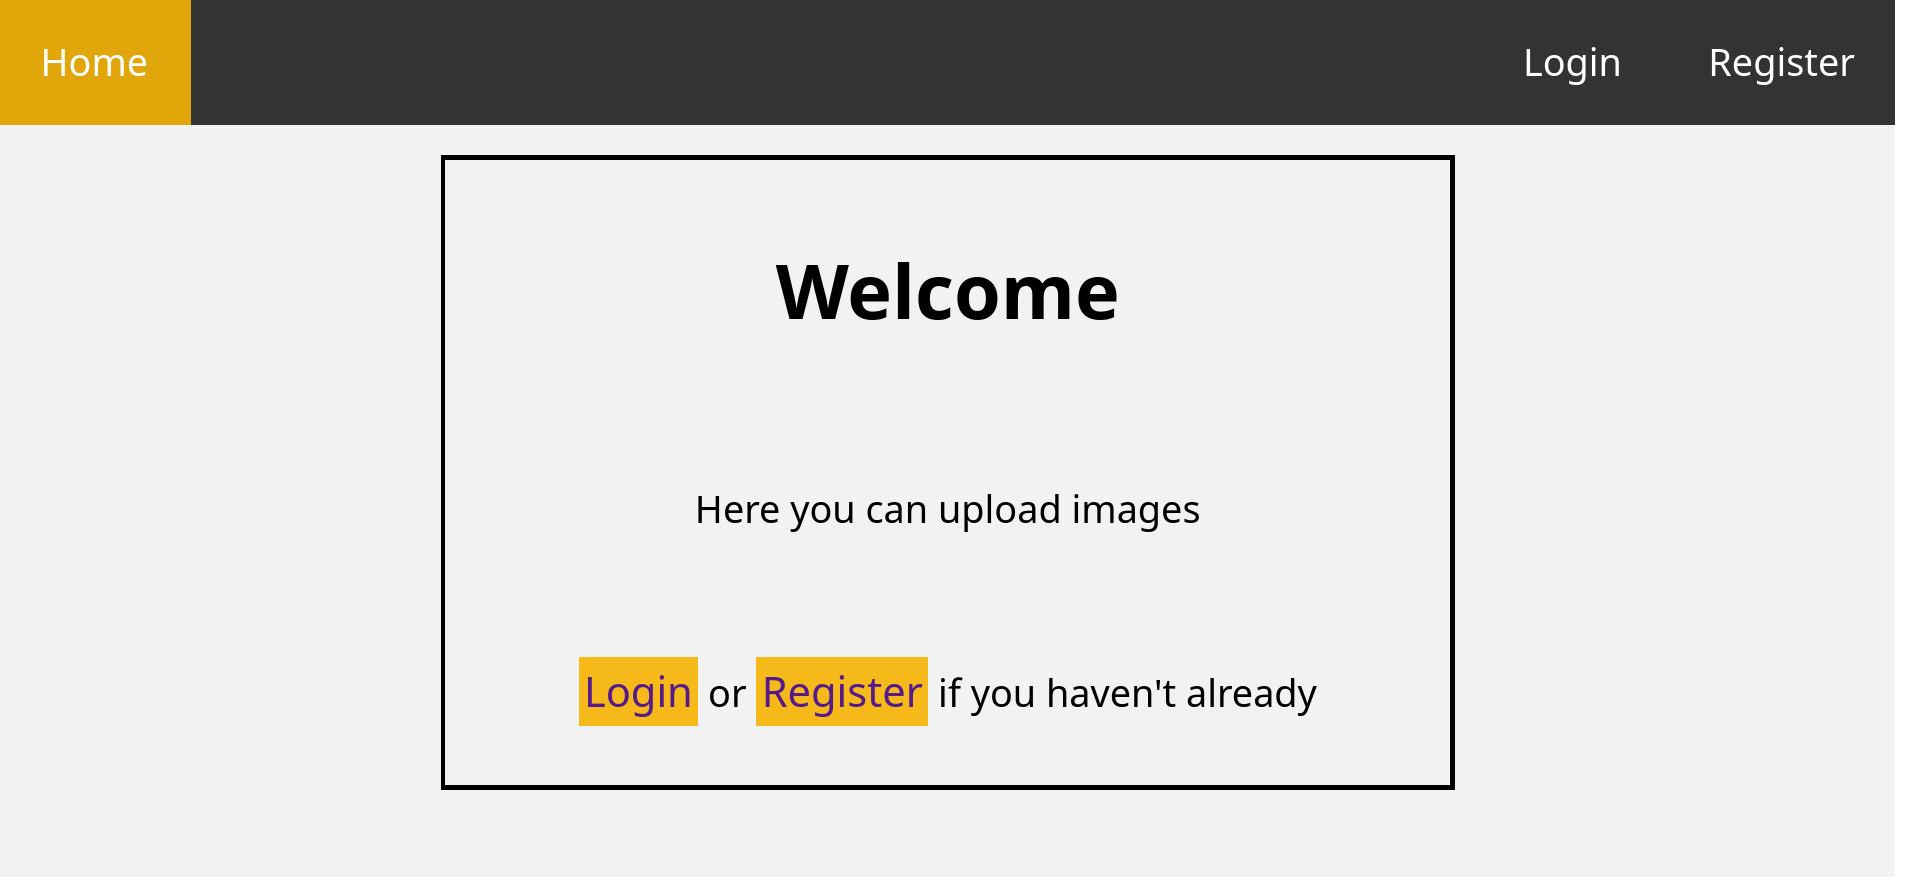 Home Login Register
Welcome
Here you can upload images
Login or Register if you haven't already